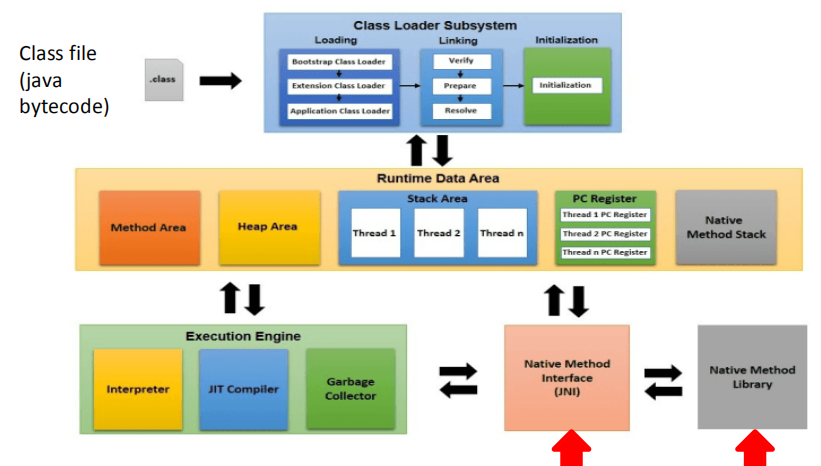 Class Loader Subsystem
Class file
(java
bytecode)
.class
Loading
Linking
Initialization
Bootstrap Class Loader
Extension Class Loader
Application Class Loader
Verify
Prepare
Resolve
Initialization
Runtime Data Area
Method Area
Heap Area
Stack Area
Thread 1
Thread 2
Thread n
PC Register
Thread 1 PC Register
Thread 2 PC Register
Thread n PC Register
Native
Method Stack
Execution Engine
Interpreter
JIT Compiler
Garbage
Collector
Native Method
Interface
(JNI)
Native Method
Library